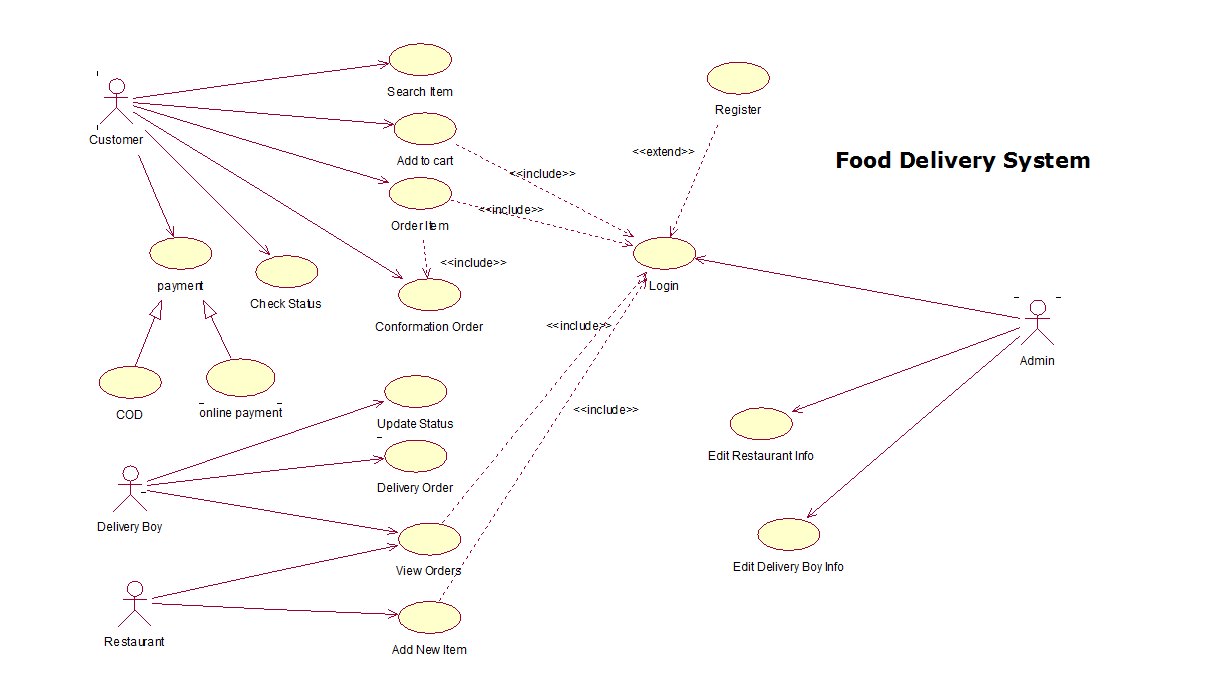 Search Item
Register
Customer
Add to cart
<<extend>>
Food Delivery System
<<include>>
<<include>>
Order Item
<<include>>
payment
Check Status
Login
Conformation Order
<<include>>
Admin
COD
online payment
<<include>>
Update Status
Edit Restaurant Info
Delivery Order
Delivery Boy
View Orders
Edit Delivery Boy Info
Restaurant
Add New Item